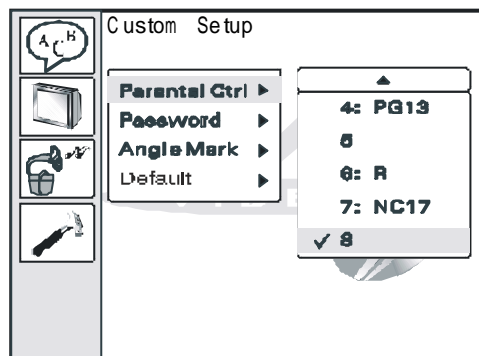 A C B
Custom Setup
Parental Ctrl
Password
Angle Mark
Default
4: PG13
5
6: R
7: NC17
✓ 8